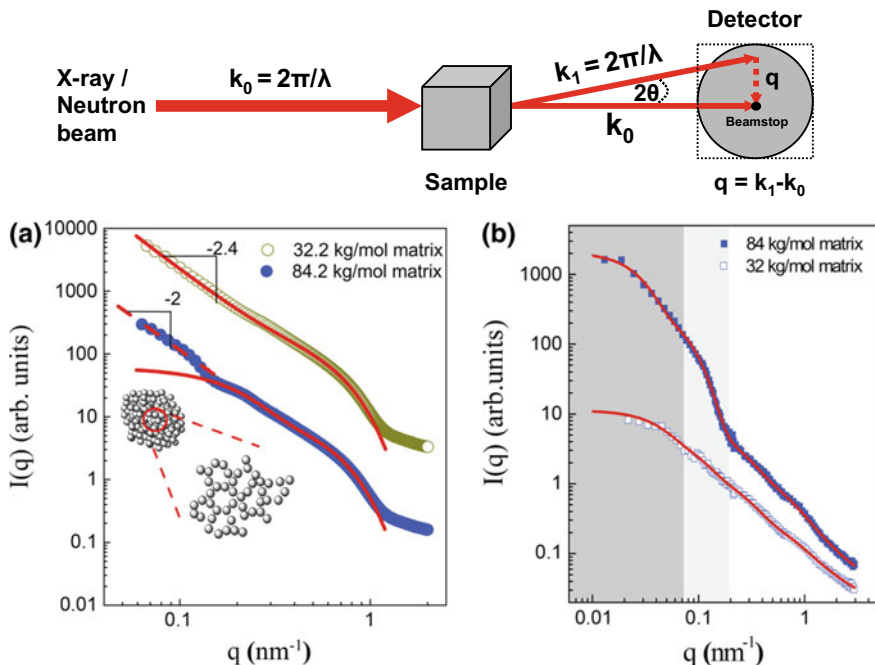 Detector
X-ray /
Neutron
beam
k₀ = 2π/λ
k₁ = 2π/λ
2θ
q
k₀
Beamstop
Sample
q = k₁-k₀
(a)
10000
1000
100
10
1
0.1
0.01
-2.4
-2
32.2 kg/mol matrix
84.2 kg/mol matrix
I(q) (arb. units)
0.1
1
q (nm⁻¹)
(b)
84 kg/mol matrix
32 kg/mol matrix
1000
100
10
1
0.1
I(q) (arb.units)
0.01
0.1
1
q (nm⁻¹)